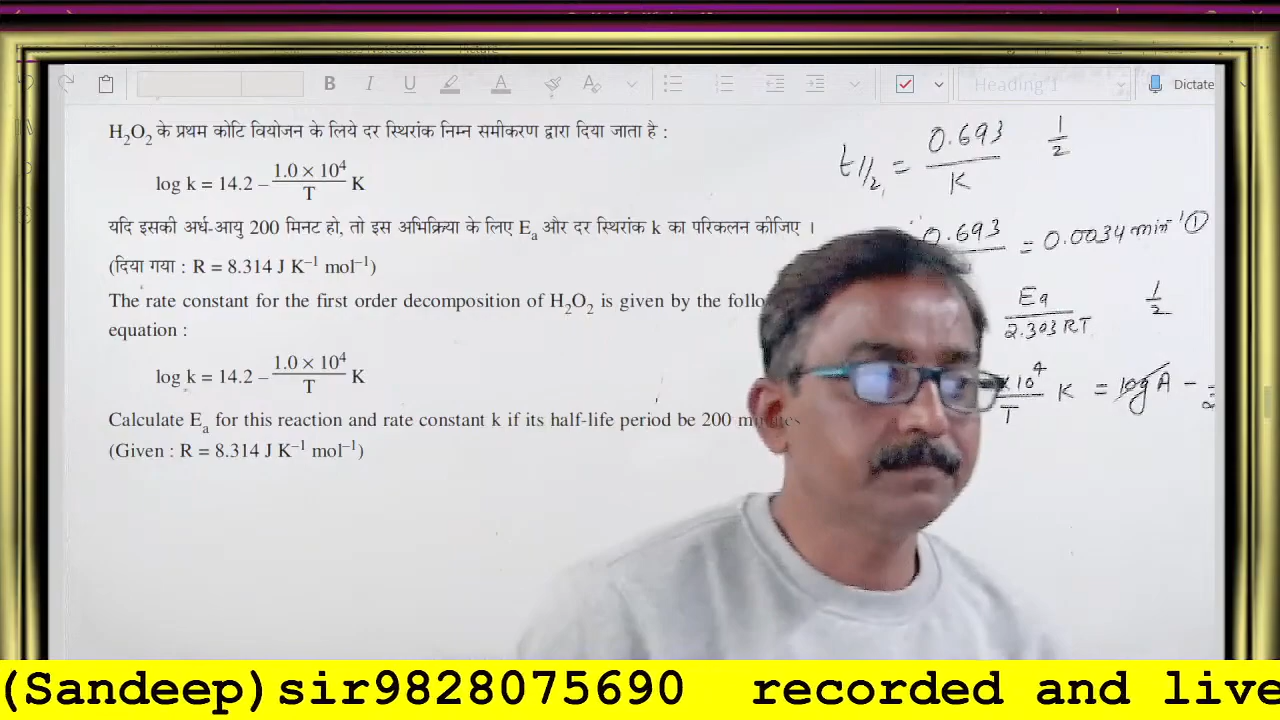 Heading 1
Dictate
B I U A A
H₂O₂ के प्रथम कोटि वियोजन के लिये दर स्थिरांक निम्न समीकरण द्वारा दिया जाता है :
log k = 14.2 – 1.0 × 10⁴ / T K
यदि इसकी अर्ध-आयु 200 मिनट हो, तो इस अभिक्रिया के लिए Eₐ और दर स्थिरांक k का परिकलन कीजिए ।
(दिया गया : R = 8.314 J K⁻¹ mol⁻¹)
The rate constant for the first order decomposition of H₂O₂ is given by the
equation :
log k = 14.2 – 1.0 × 10⁴ / T K
Calculate Eₐ for this reaction and rate constant k if its half-life period be 200
(Given : R = 8.314 J K⁻¹ mol⁻¹)
t1/2 = 0.693 / K 1/2
0.693 = 0.0034 min⁻¹ ①
Ea / 2.303 RT 1/2
×10⁴ / T K = log A –
(Sandeep)sir9828075690 recorded and live